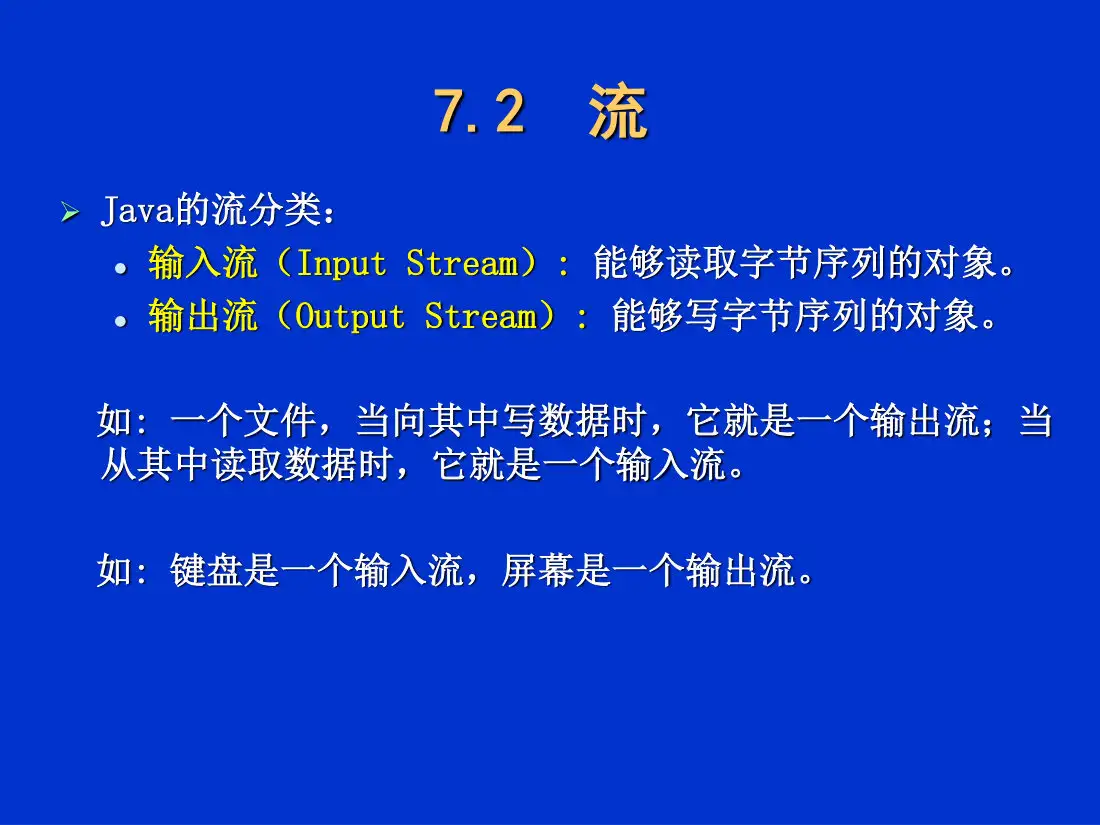 7.2 流
Java的流分类：
输入流（Input Stream）: 能够读取字节序列的对象。
输出流（Output Stream）: 能够写字节序列的对象。
如: 一个文件，当向其中写数据时，它就是一个输出流；当
从其中读取数据时，它就是一个输入流。
如: 键盘是一个输入流，屏幕是一个输出流。